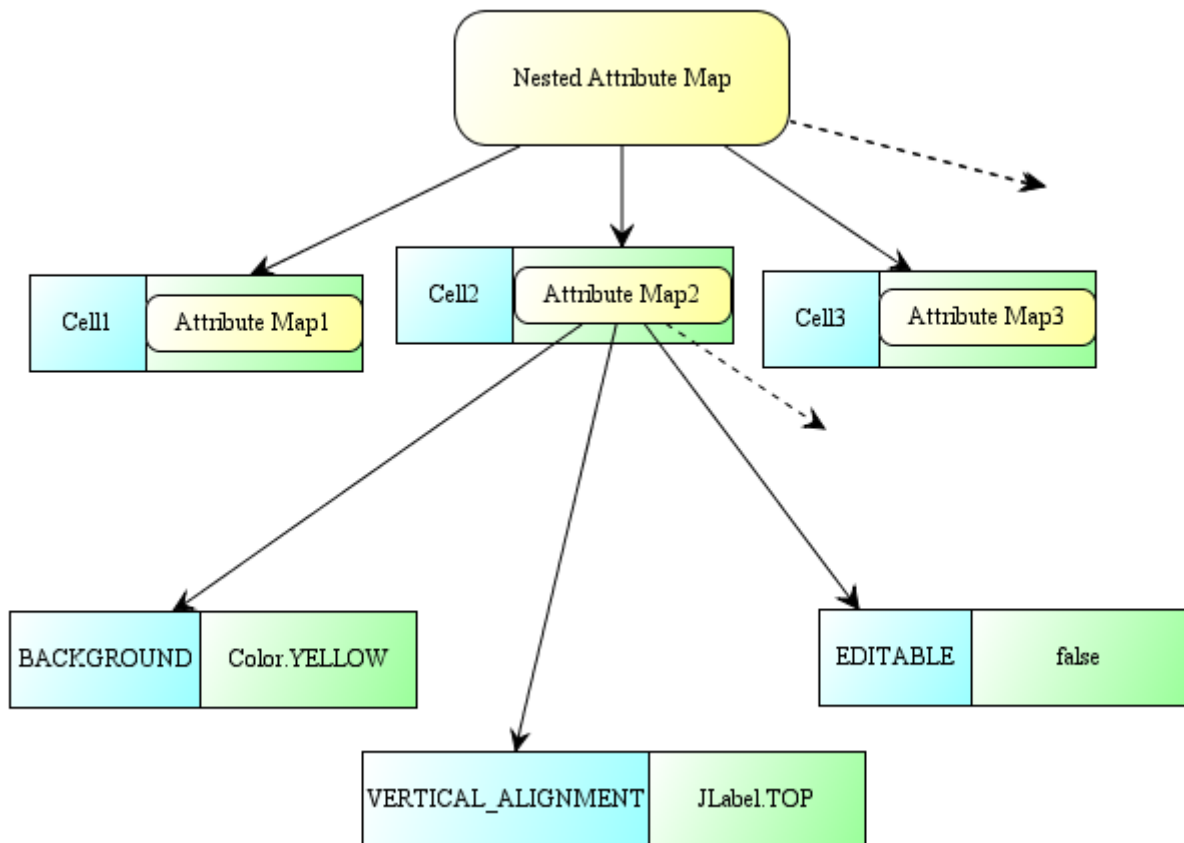 Nested Attribute Map
Cell1
Attribute Map1
Cell2
Attribute Map2
Cell3
Attribute Map3
BACKGROUND
Color.YELLOW
EDITABLE
false
VERTICAL_ALIGNMENT
JLabel.TOP